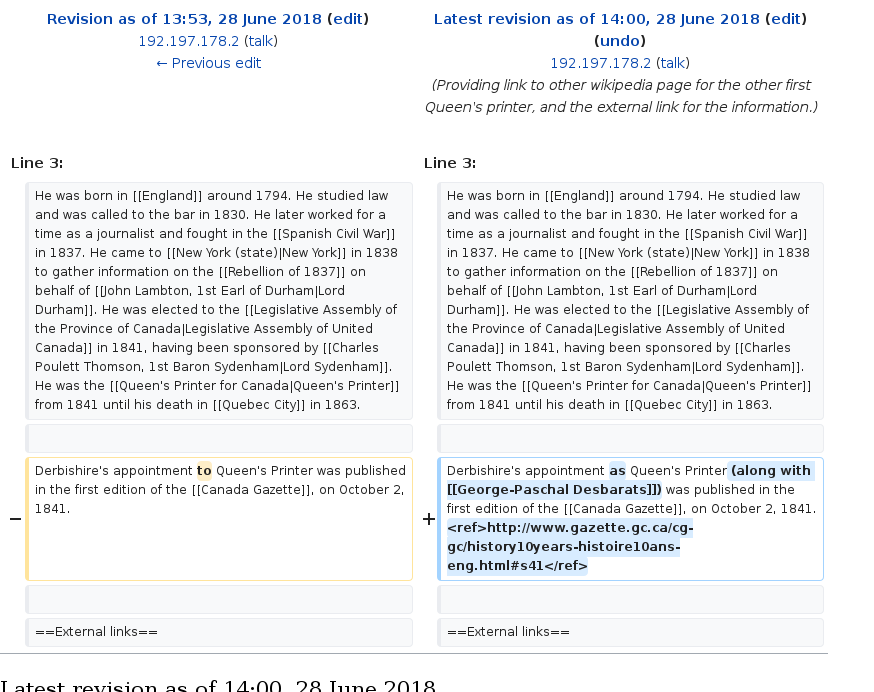 Revision as of 13:53, 28 June 2018 (edit)
192.197.178.2 (talk)
← Previous edit
Latest revision as of 14:00, 28 June 2018 (edit)
(undo)
192.197.178.2 (talk)
(Providing link to other wikipedia page for the other first
Queen's printer, and the external link for the information.)
Line 3:
Line 3:
He was born in [[England]] around 1794. He studied law
and was called to the bar in 1830. He later worked for a
time as a journalist and fought in the [[Spanish Civil War]]
in 1837. He came to [[New York (state)|New York]] in 1838
to gather information on the [[Rebellion of 1837]] on
behalf of [[John Lambton, 1st Earl of Durham|Lord
Durham]]. He was elected to the [[Legislative Assembly of
the Province of Canada|Legislative Assembly of United
Canada]] in 1841, having been sponsored by [[Charles
Poulett Thomson, 1st Baron Sydenham|Lord Sydenham]].
He was the [[Queen's Printer for Canada|Queen's Printer]]
from 1841 until his death in [[Quebec City]] in 1863.
He was born in [[England]] around 1794. He studied law
and was called to the bar in 1830. He later worked for a
time as a journalist and fought in the [[Spanish Civil War]]
in 1837. He came to [[New York (state)|New York]] in 1838
to gather information on the [[Rebellion of 1837]] on
behalf of [[John Lambton, 1st Earl of Durham|Lord
Durham]]. He was elected to the [[Legislative Assembly of
the Province of Canada|Legislative Assembly of United
Canada]] in 1841, having been sponsored by [[Charles
Poulett Thomson, 1st Baron Sydenham|Lord Sydenham]].
He was the [[Queen's Printer for Canada|Queen's Printer]]
from 1841 until his death in [[Quebec City]] in 1863.
−
Derbishire's appointment to Queen's Printer was published
in the first edition of the [[Canada Gazette]], on October 2,
1841.
+
Derbishire's appointment as Queen's Printer (along with
[[George-Paschal Desbarats]]) was published in the
first edition of the [[Canada Gazette]], on October 2, 1841.
<ref>http://www.gazette.gc.ca/cg-
gc/history10years-histoire10ans-
eng.html#s41</ref>
==External links==
==External links==
Latest revision as of 14:00, 28 June 2018